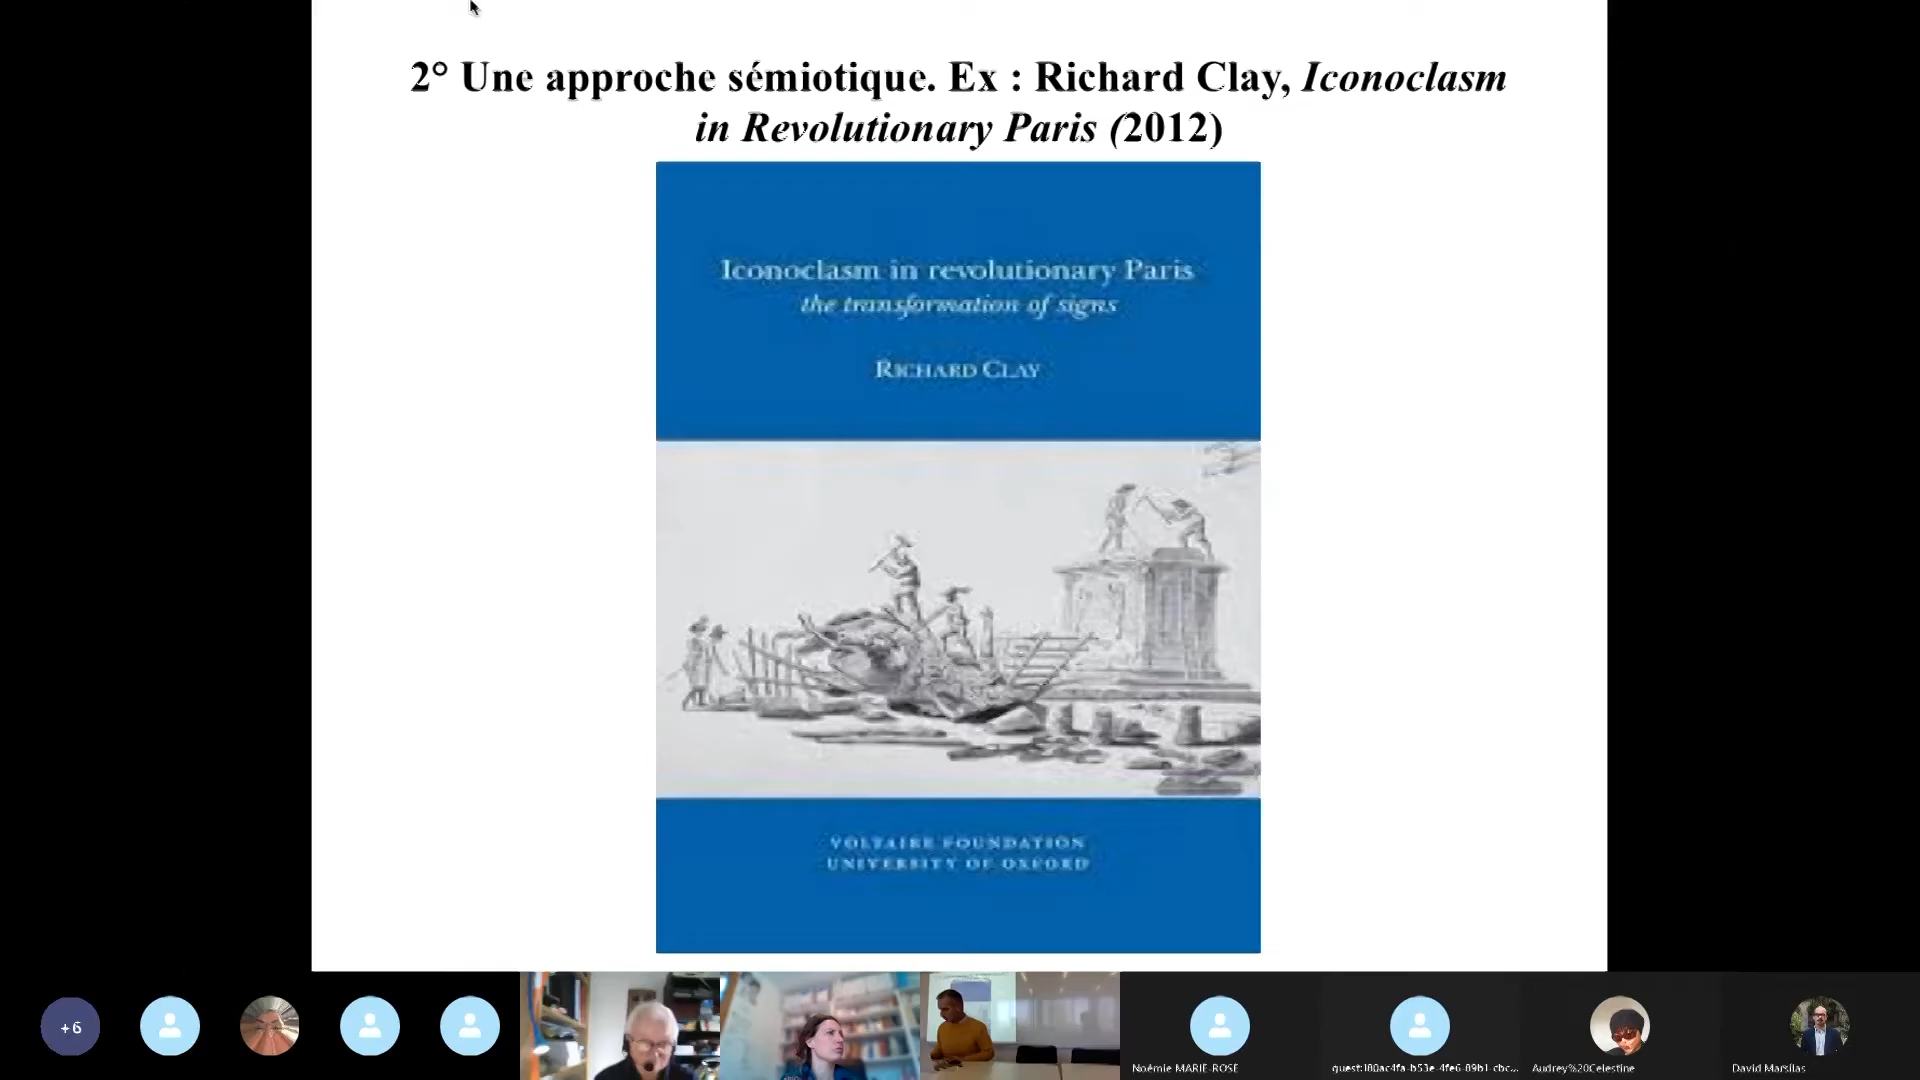 2° Une approche sémiotique. Ex : Richard Clay, Iconoclasm
in Revolutionary Paris (2012)
Iconoclasm in revolutionary Paris
the transformation of signs
RICHARD CLAY
VOLTAIRE FOUNDATION
UNIVERSITY OF OXFORD
+6
Noémie MARIE-ROSE
Audrey%20Celestine
David Marsilas